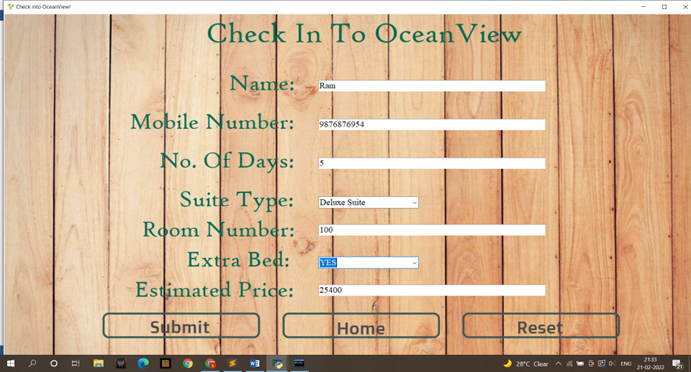 Check into OceanView!
Check In To OceanView
Name: Ram
Mobile Number: 9876876954
No. Of Days: 5
Suite Type: Deluxe Suite
Room Number: 100
Extra Bed: YES
Estimated Price: 25400
Submit Home Reset
28°C Clear ENG 21:33
21-02-2022 21